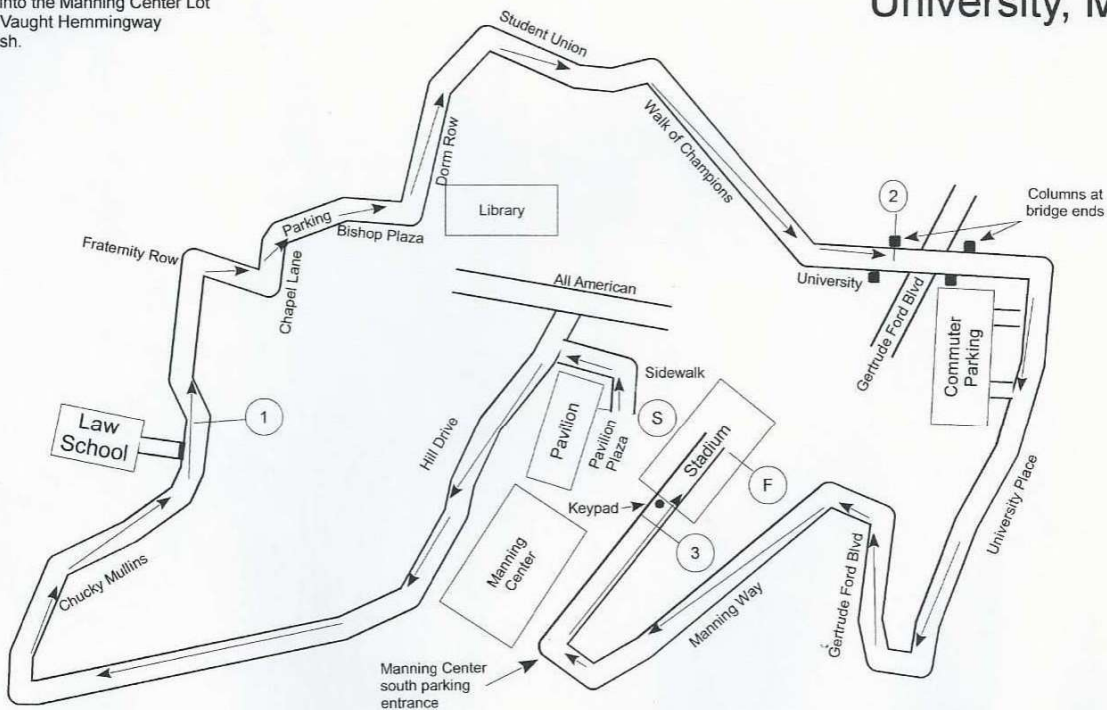 into the Manning Center Lot
Vaught Hemmingway
sh.
University, M
Student Union
Walk of Champions
Dorm Row
Library
Parking
Bishop Plaza
Fraternity Row
Chapel Lane
2
Columns at
bridge ends
University
Gertrude Ford Blvd
Commuter
Parking
All American
Sidewalk
Law
School
1
Hill Drive
Pavilion
Pavilion
Plaza
S
Stadium
F
Keypad
3
University Place
Manning
Center
Chucky Mullins
Manning Way
Gertrude Ford Blvd
Manning Center
south parking
entrance